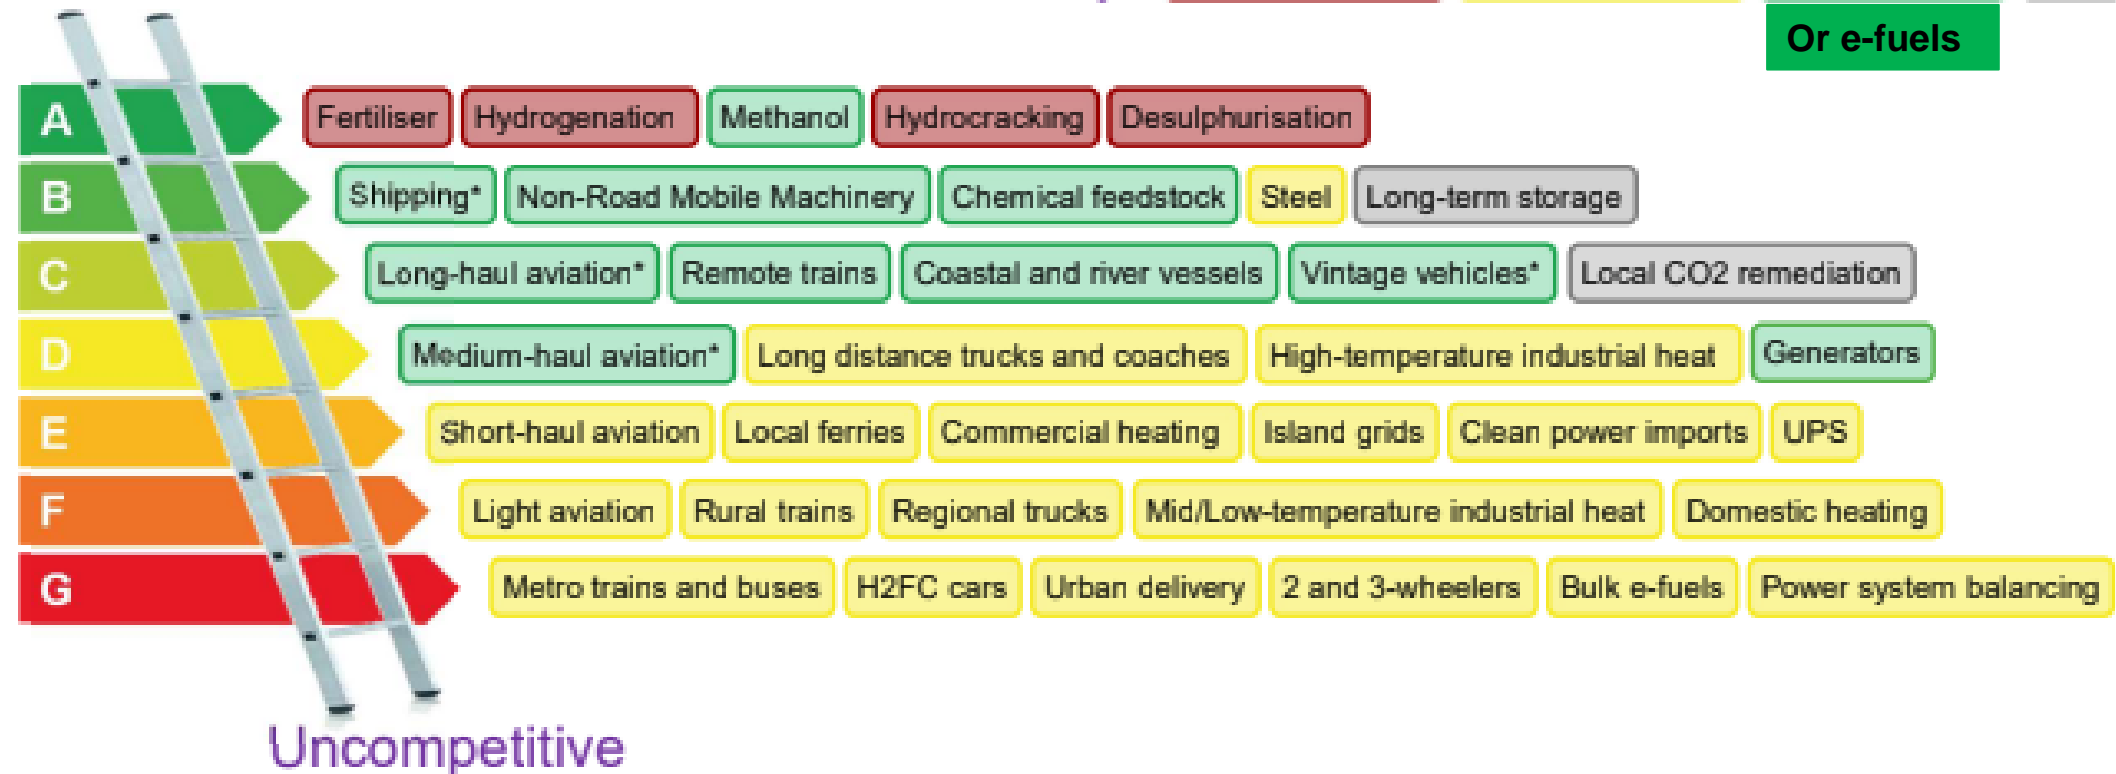 Or e-fuels
A Fertiliser Hydrogenation Methanol Hydrocracking Desulphurisation
B Shipping* Non-Road Mobile Machinery Chemical feedstock Steel Long-term storage
C Long-haul aviation* Remote trains Coastal and river vessels Vintage vehicles* Local CO2 remediation
D Medium-haul aviation* Long distance trucks and coaches High-temperature industrial heat Generators
E Short-haul aviation Local ferries Commercial heating Island grids Clean power imports UPS
F Light aviation Rural trains Regional trucks Mid/Low-temperature industrial heat Domestic heating
G Metro trains and buses H2FC cars Urban delivery 2 and 3-wheelers Bulk e-fuels Power system balancing
Uncompetitive